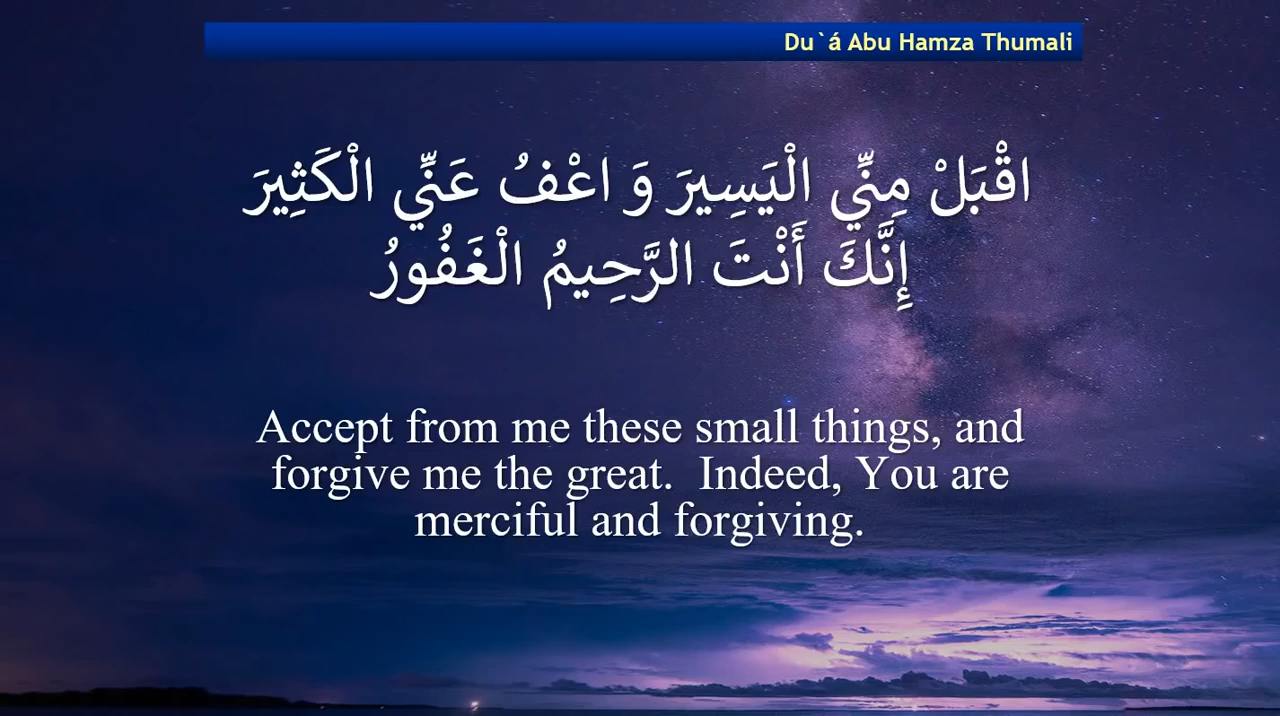 Du`á Abu Hamza Thumali
اقْبَلْ مِنِّي الْيَسِيرَ وَ اعْفُ عَنِّي الْكَثِيرَ
إِنَّكَ أَنْتَ الرَّحِيمُ الْغَفُورُ
Accept from me these small things, and
forgive me the great.  Indeed, You are
merciful and forgiving.